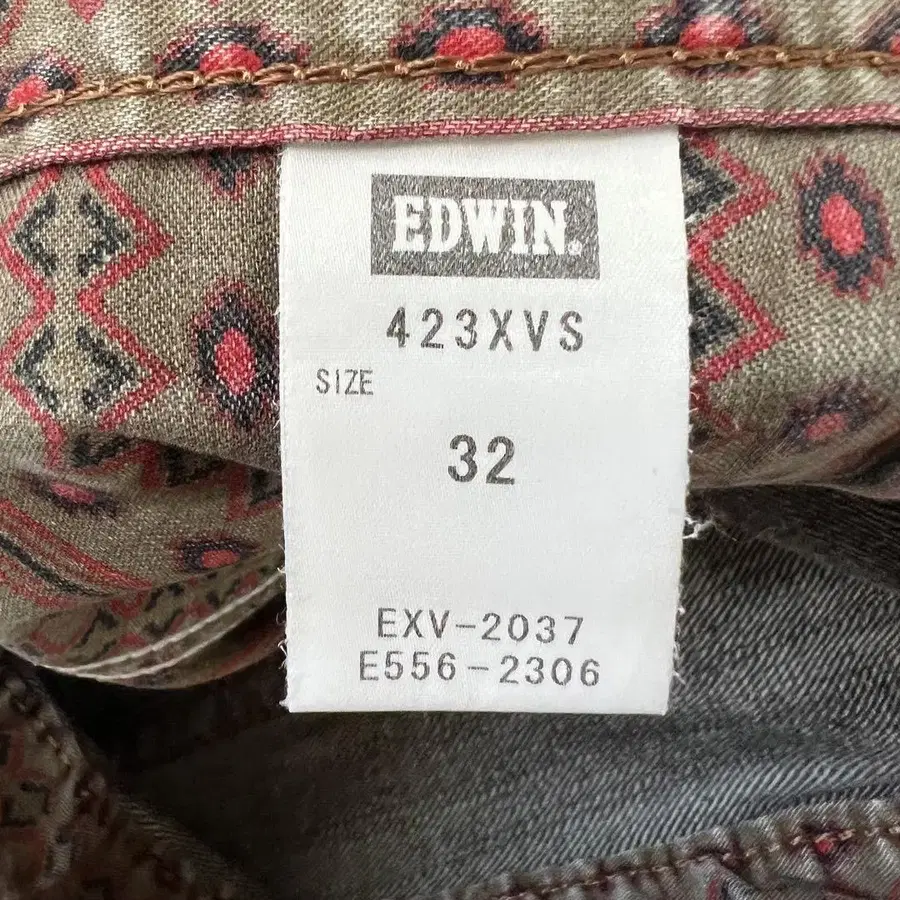 EDWIN®
423XVS
SIZE
32
EXV-2037
E556-2306